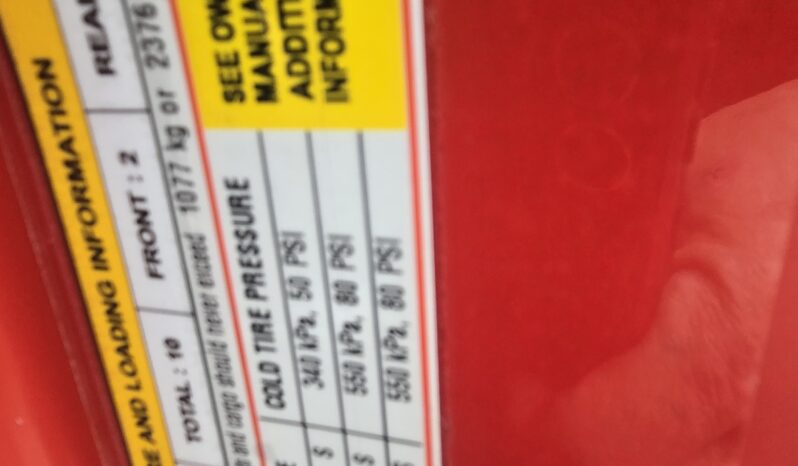 RE AND LOADING INFORMATION
TOTAL : 10 FRONT : 2 REA
and cargo should never exceed 1077 kg or 2376
COLD TIRE PRESSURE
340 kPa, 50 PSI
550 kPa, 80 PSI
550 kPa, 80 PSI
SEE OW
MANUA
ADDITI
INFORM